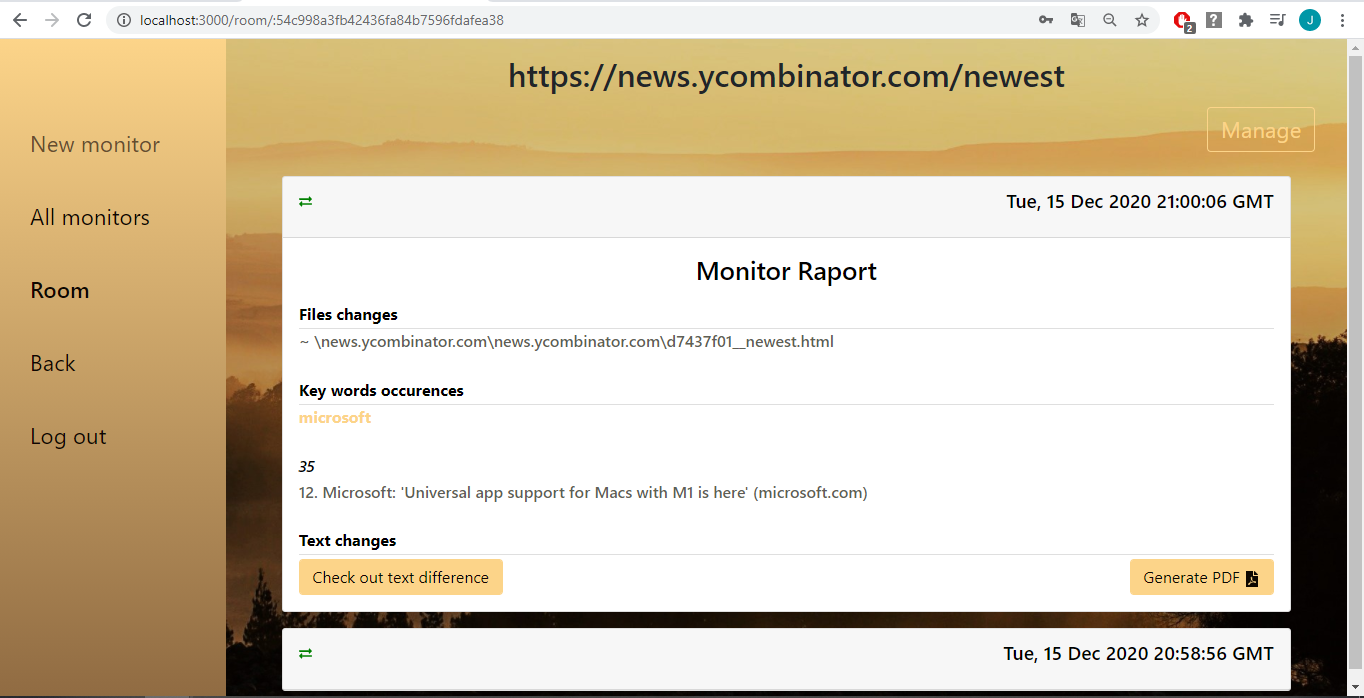 localhost:3000/room/:54c998a3fb42436fa84b7596fdafea38
2
?
J
https://news.ycombinator.com/newest
Manage
New monitor
All monitors
Room
Back
Log out
Tue, 15 Dec 2020 21:00:06 GMT
Monitor Raport
Files changes
~ \news.ycombinator.com\news.ycombinator.com\d7437f01__newest.html
Key words occurences
microsoft
35
12. Microsoft: 'Universal app support for Macs with M1 is here' (microsoft.com)
Text changes
Check out text difference
Generate PDF
Tue, 15 Dec 2020 20:58:56 GMT